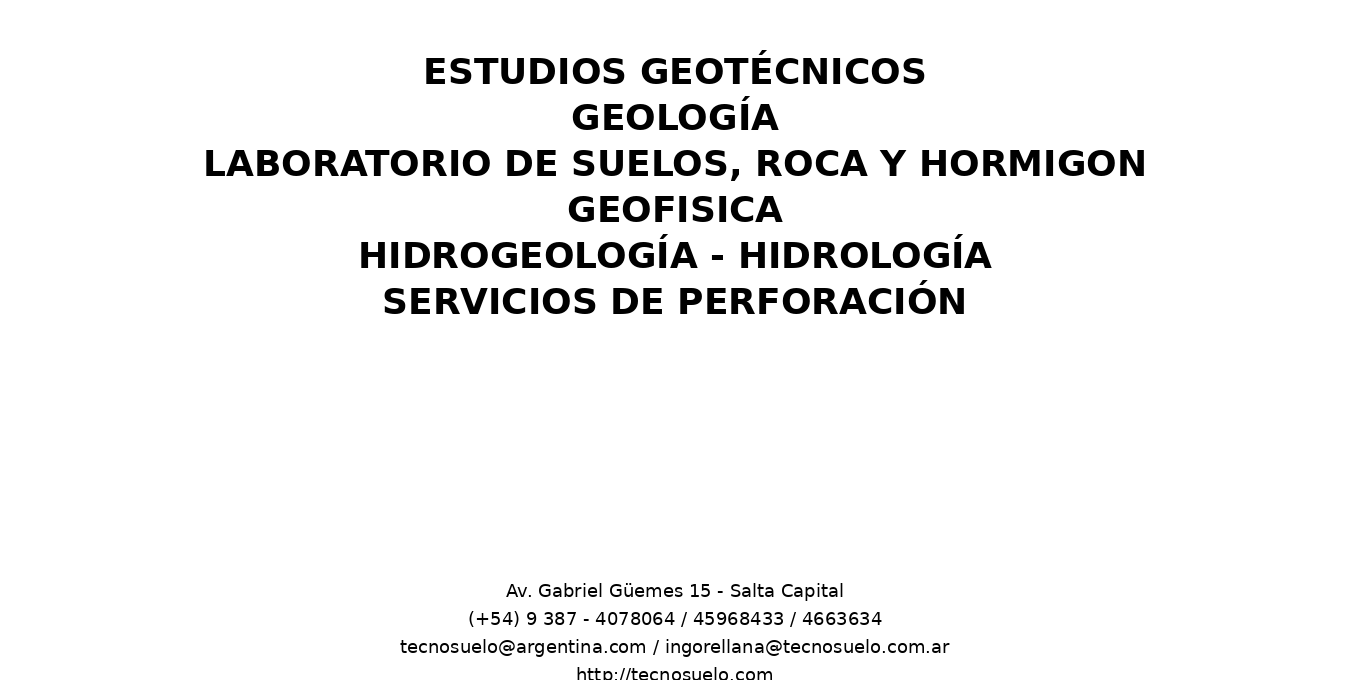 ESTUDIOS GEOTÉCNICOS
GEOLOGÍA
LABORATORIO DE SUELOS, ROCA Y HORMIGON
GEOFISICA
HIDROGEOLOGÍA - HIDROLOGÍA
SERVICIOS DE PERFORACIÓN
Av. Gabriel Güemes 15 - Salta Capital
(+54) 9 387 - 4078064 / 45968433 / 4663634
tecnosuelo@argentina.com / ingorellana@tecnosuelo.com.ar
http://tecnosuelo.com